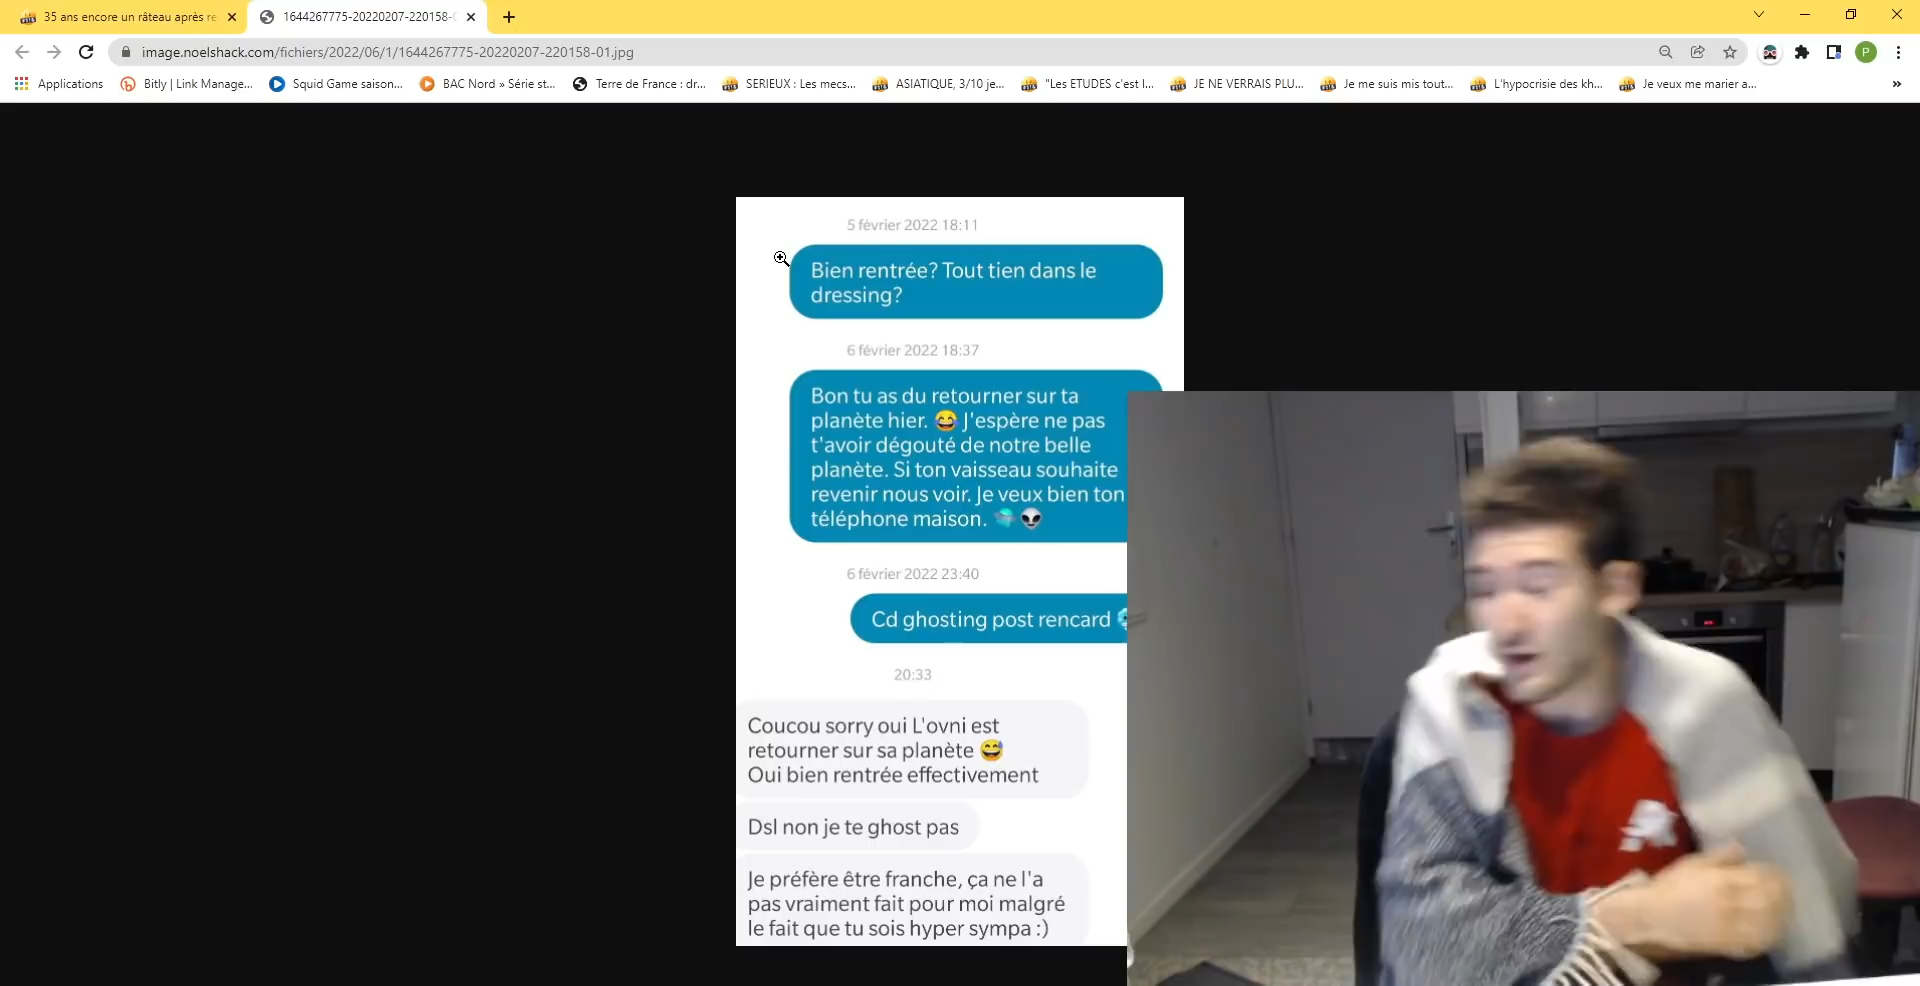 35 ans encore un râteau après re
1644267775-20220207-220158-0
image.noelshack.com/fichiers/2022/06/1/1644267775-20220207-220158-01.jpg
P
Applications
Bitly | Link Manage...
Squid Game saison...
BAC Nord » Série st...
Terre de France : dr...
SERIEUX : Les mecs...
ASIATIQUE, 3/10 je...
"Les ETUDES c'est l...
JE NE VERRAIS PLU...
Je me suis mis tout...
L'hypocrisie des kh...
Je veux me marier a...
5 février 2022 18:11
Bien rentrée? Tout tien dans le
dressing?
6 février 2022 18:37
Bon tu as du retourner sur ta
planète hier. 😂 J'espère ne pas
t'avoir dégouté de notre belle
planète. Si ton vaisseau souhaite
revenir nous voir. Je veux bien ton
téléphone maison. 🛸👽
6 février 2022 23:40
Cd ghosting post rencard
20:33
Coucou sorry oui L'ovni est
retourner sur sa planète 😅
Oui bien rentrée effectivement
Dsl non je te ghost pas
Je préfère être franche, ça ne l'a
pas vraiment fait pour moi malgré
le fait que tu sois hyper sympa :)